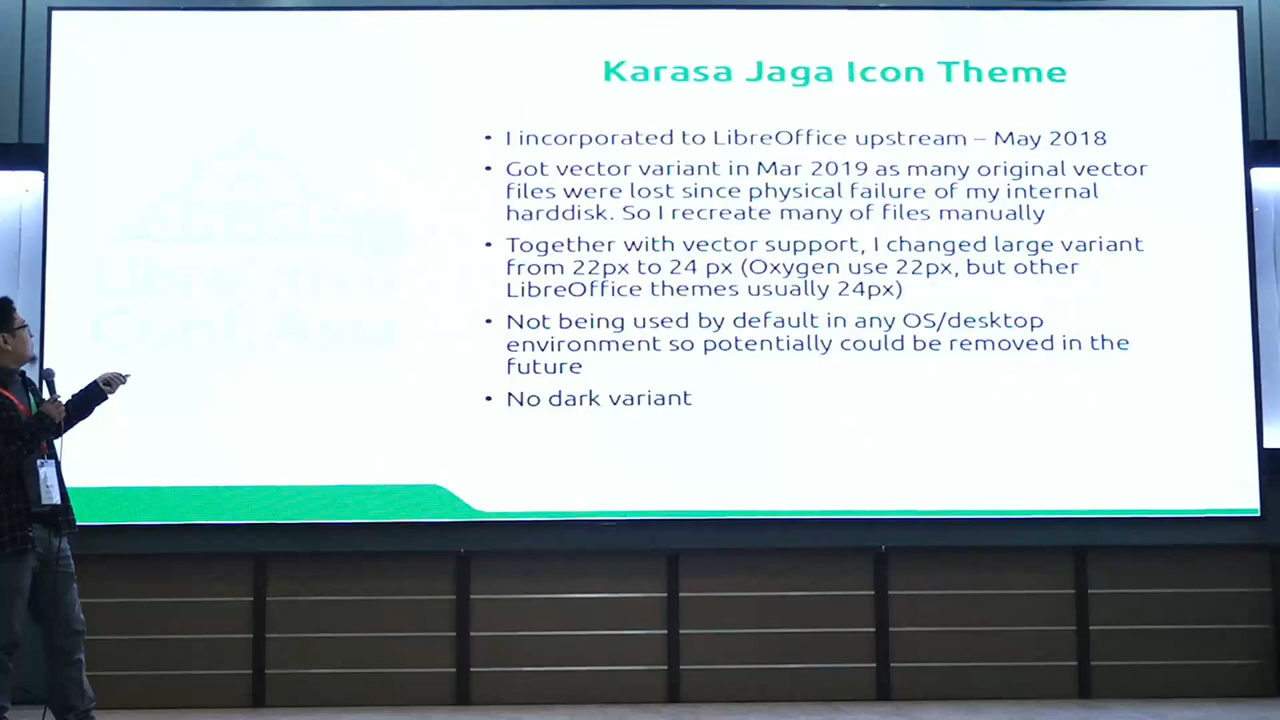 Karasa Jaga Icon Theme
• I incorporated to LibreOffice upstream – May 2018
• Got vector variant in Mar 2019 as many original vector
files were lost since physical failure of my internal
harddisk. So I recreate many of files manually
• Together with vector support, I changed large variant
from 22px to 24 px (Oxygen use 22px, but other
LibreOffice themes usually 24px)
• Not being used by default in any OS/desktop
environment so potentially could be removed in the
future
• No dark variant